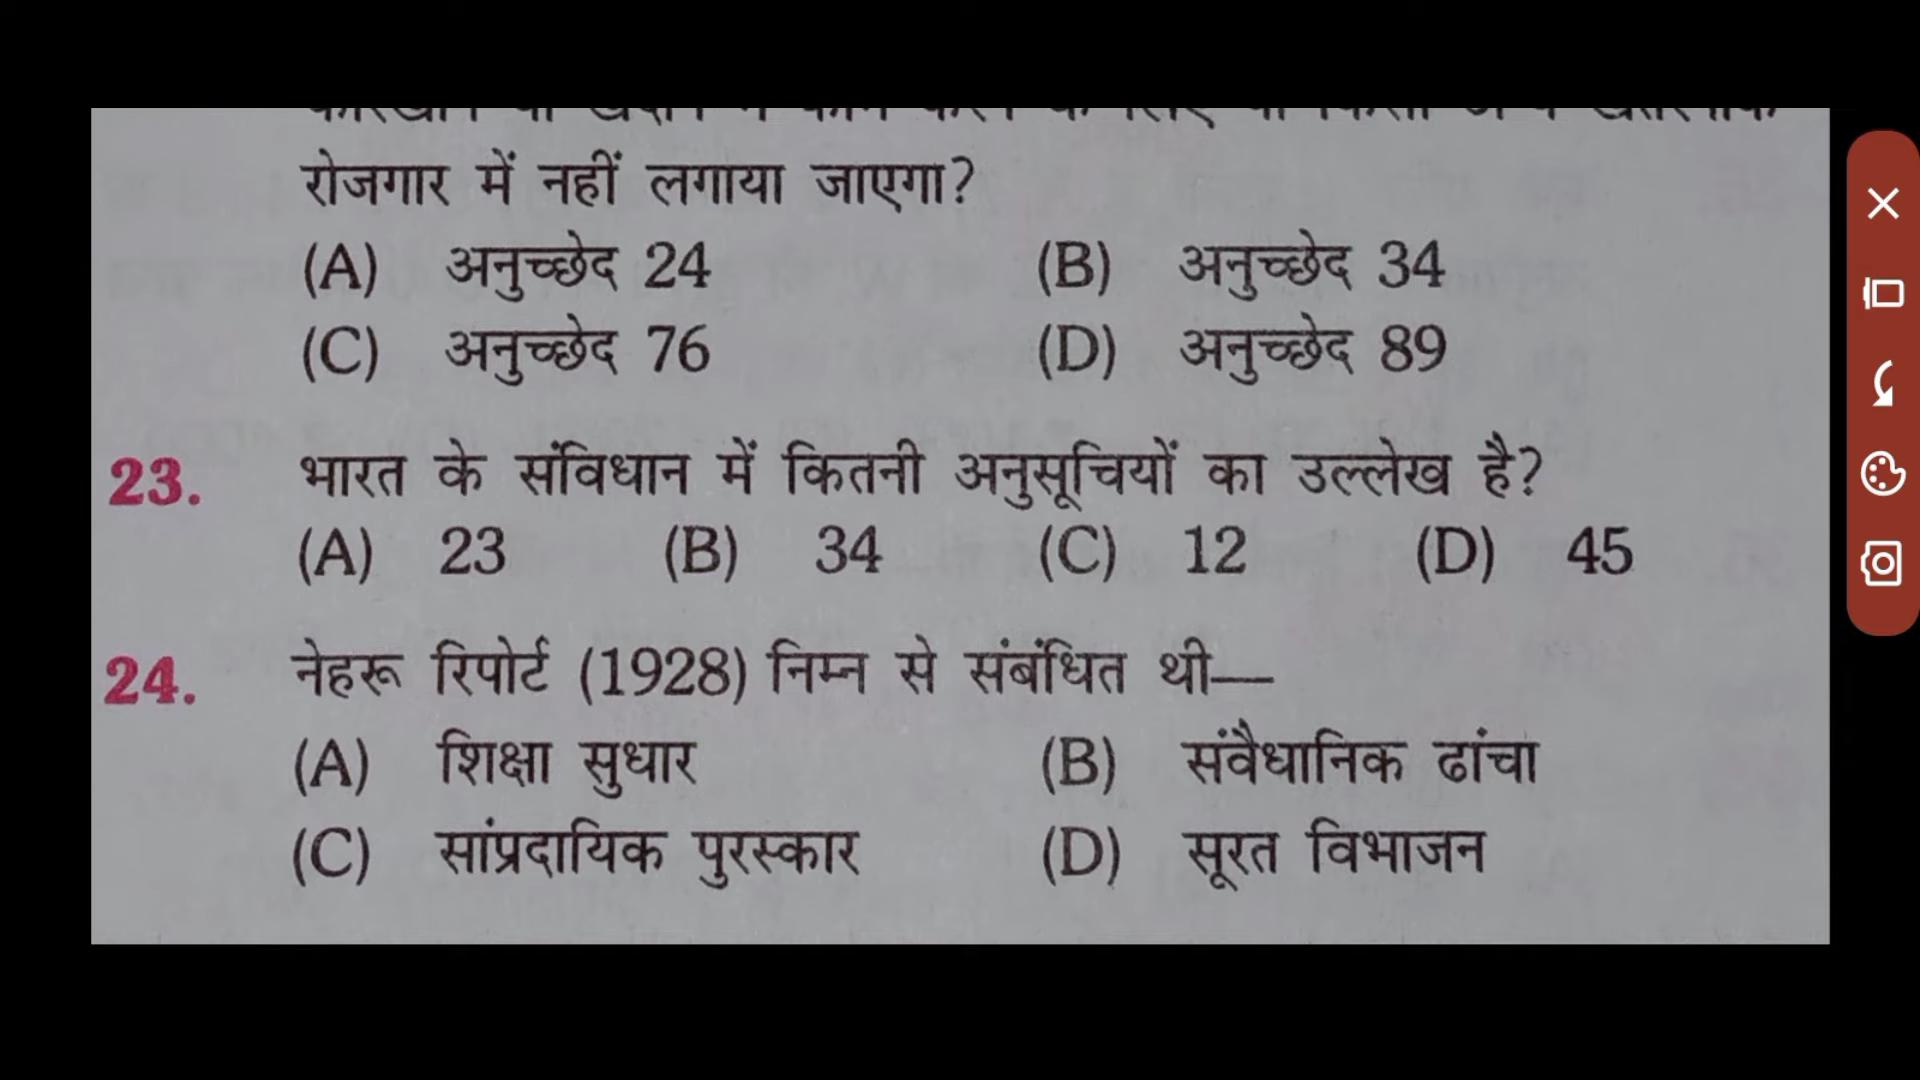 रोजगार में नहीं लगाया जाएगा?
(A) अनुच्छेद 24 (B) अनुच्छेद 34
(C) अनुच्छेद 76 (D) अनुच्छेद 89
23. भारत के संविधान में कितनी अनुसूचियों का उल्लेख है?
(A) 23 (B) 34 (C) 12 (D) 45
24. नेहरू रिपोर्ट (1928) निम्न से संबंधित थी—
(A) शिक्षा सुधार (B) संवैधानिक ढांचा
(C) सांप्रदायिक पुरस्कार (D) सूरत विभाजन